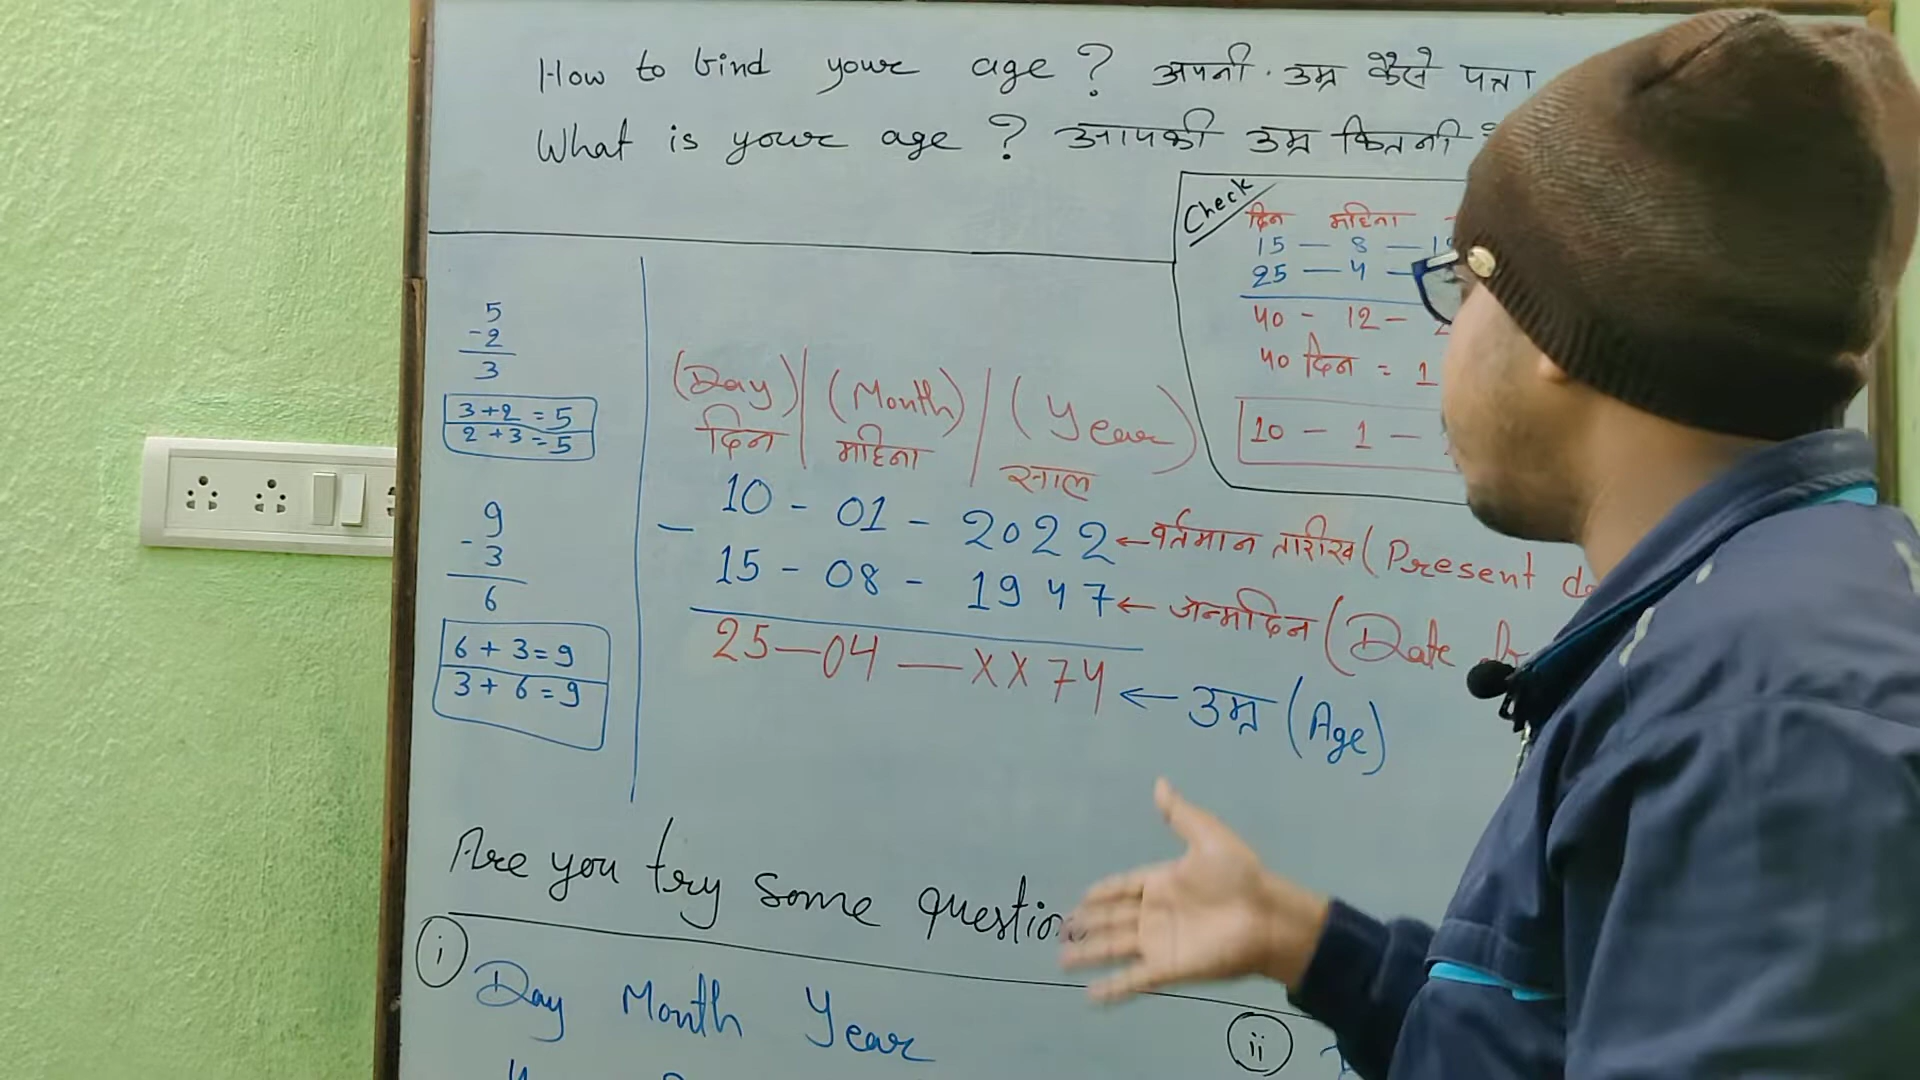 How to find your age ? अपनी उम्र कैसे पता
What is your age ? आपकी उम्र कितनी
Check
दिन महिना
15 — 8 —
25 — 4 —
40 - 12 -
40 दिन = 1
10 - 1 -
5
- 2
3
3 + 2 = 5
2 + 3 = 5
9
- 3
6
6 + 3 = 9
3 + 6 = 9
(Day) | (Month) | (Year)
दिन | महिना | साल
10 - 01 - 2022 ← वर्तमान तारीख (Present
- 15 - 08 - 1947 ← जन्मदिन (Date
25 — 04 — XX74 ← उम्र (Age)
Are you try some question
i
Day Month Year
ii